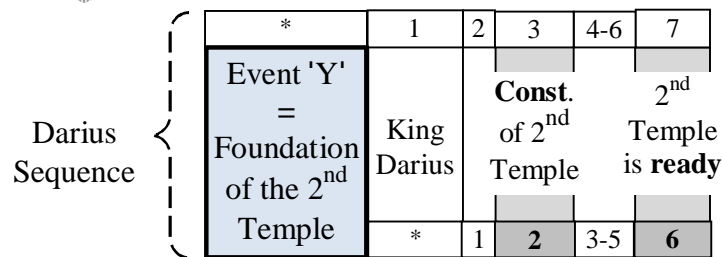 * 1 2 3 4-6 7
Darius
Sequence
Event 'Y'
=
Foundation
of the 2nd
Temple
King
Darius
Const.
of 2nd
Temple
2nd
Temple
is ready
* 1 2 3-5 6